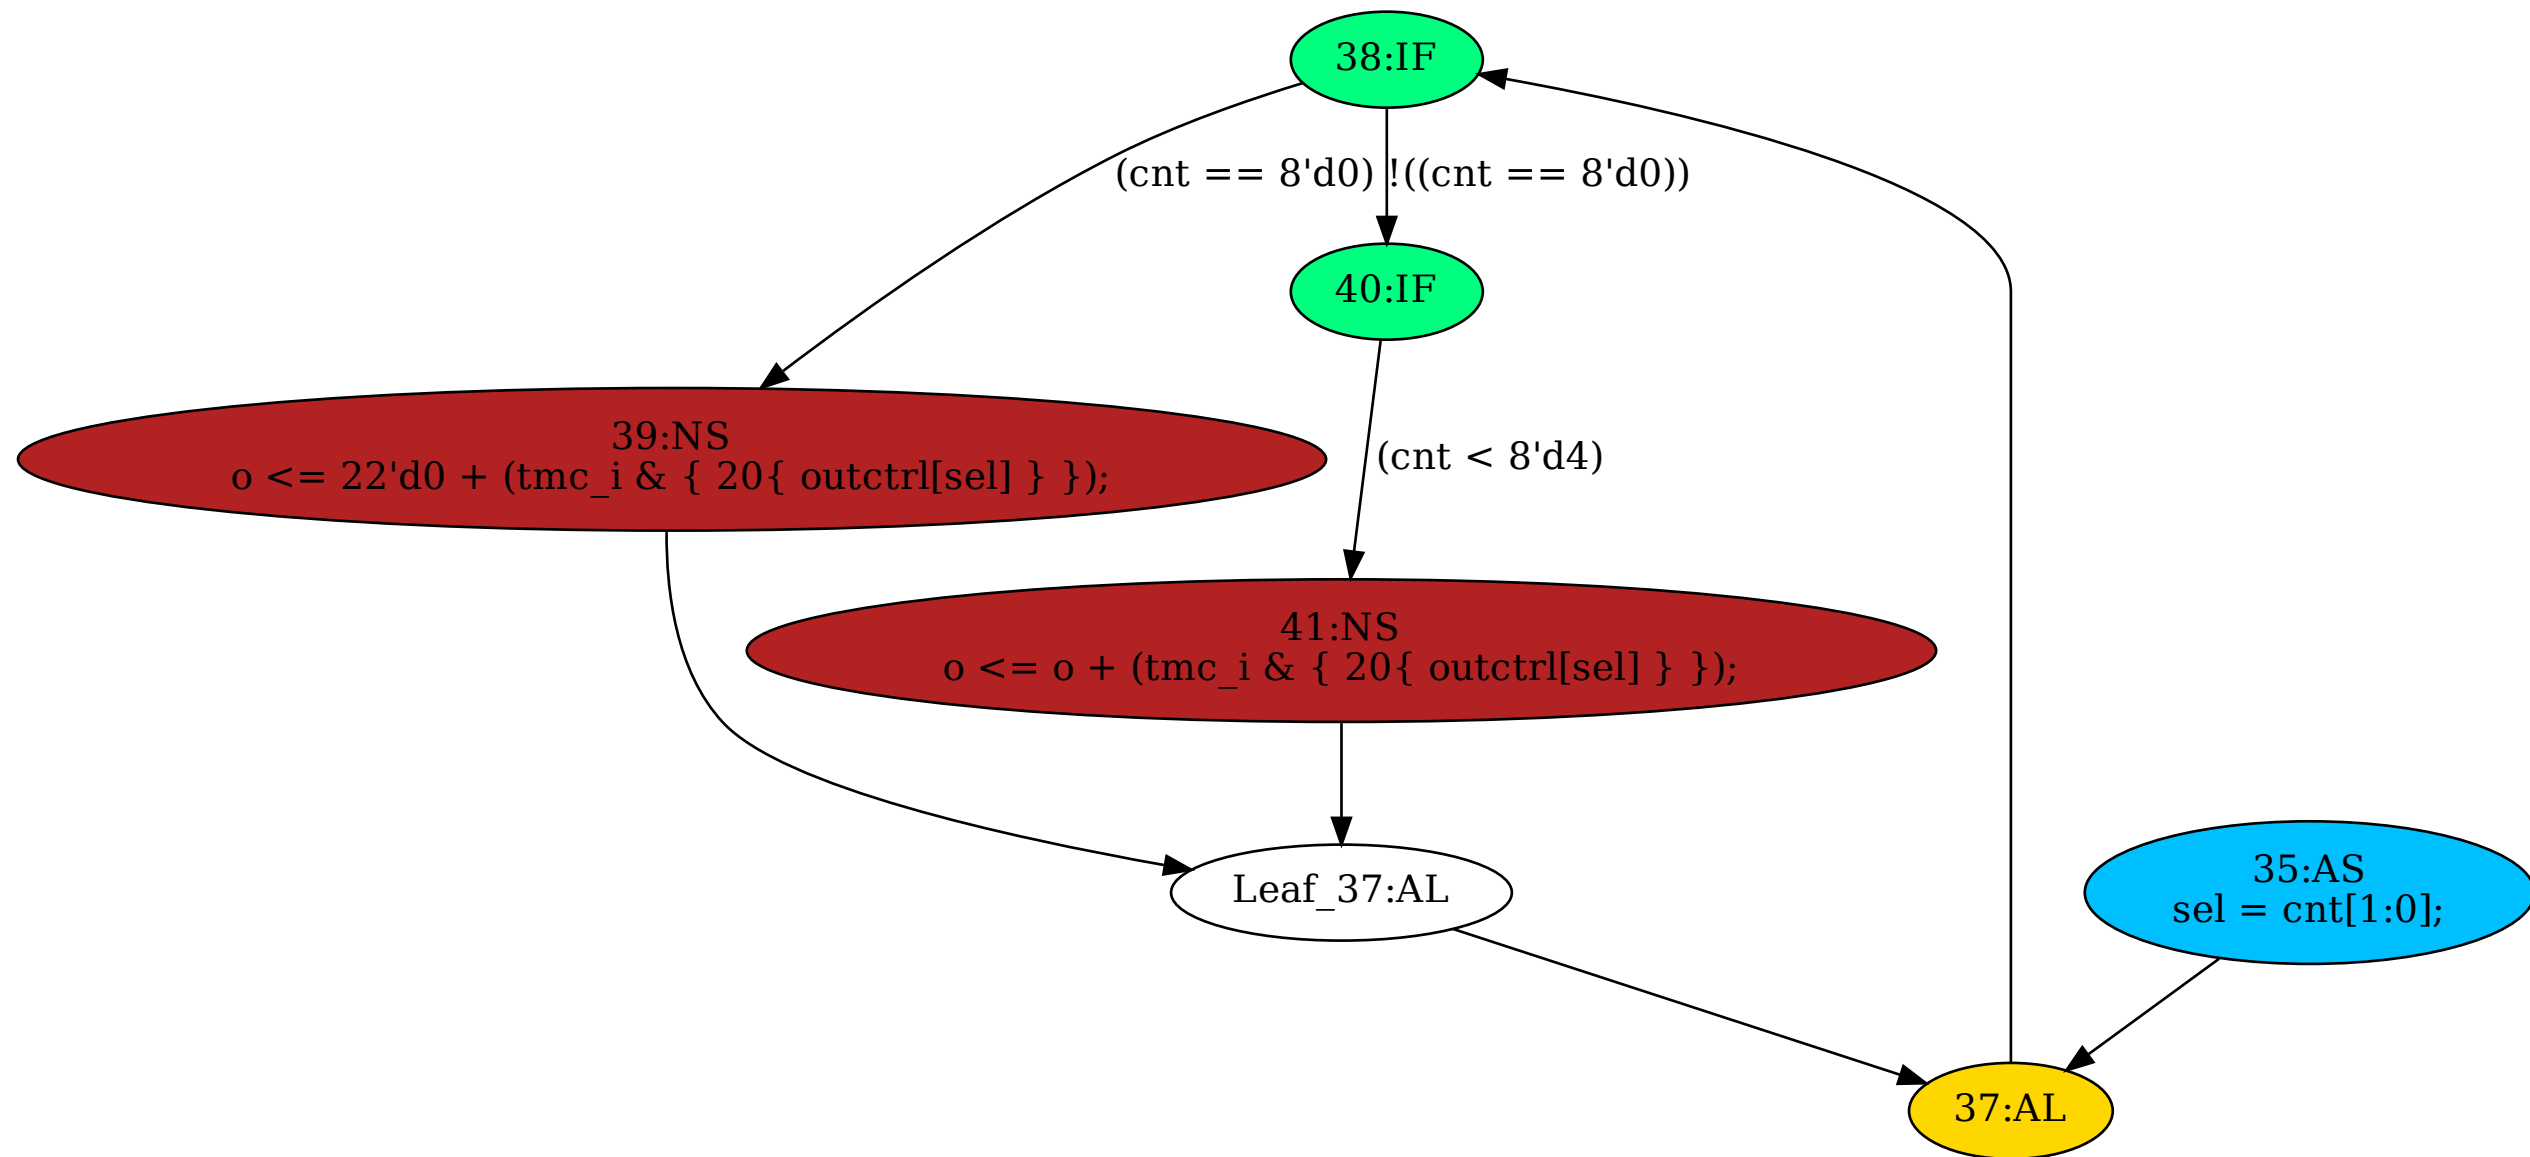 38:IF
(cnt == 8'd0)
!((cnt == 8'd0))
40:IF
39:NS
o <= 22'd0 + (tmc_i & { 20{ outctrl[sel] } });
(cnt < 8'd4)
41:NS
o <= o + (tmc_i & { 20{ outctrl[sel] } });
Leaf_37:AL
35:AS
sel = cnt[1:0];
37:AL